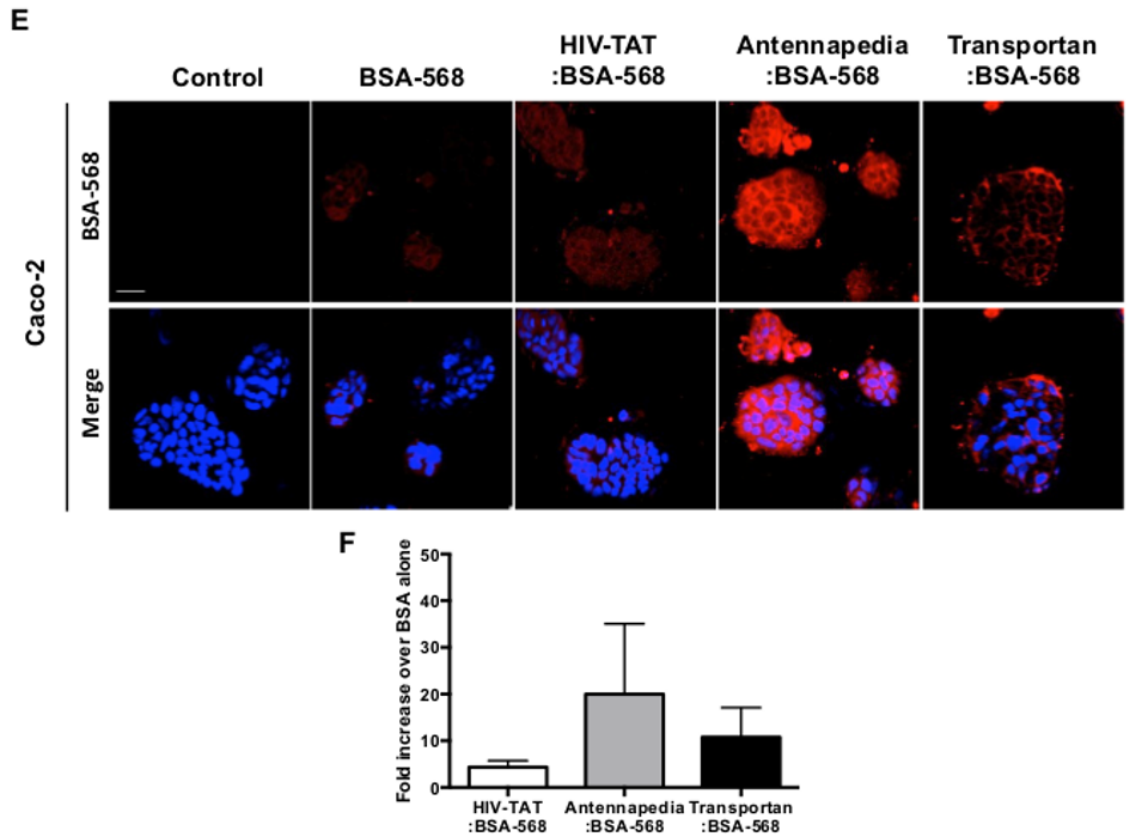 E
Control
BSA-568
HIV-TAT
:BSA-568
Antennapedia
:BSA-568
Transportan
:BSA-568
Caco-2
BSA-568
Merge
F
Fold increase over BSA alone
50
40
30
20
10
0
HIV-TAT
:BSA-568
Antennapedia
:BSA-568
Transportan
:BSA-568